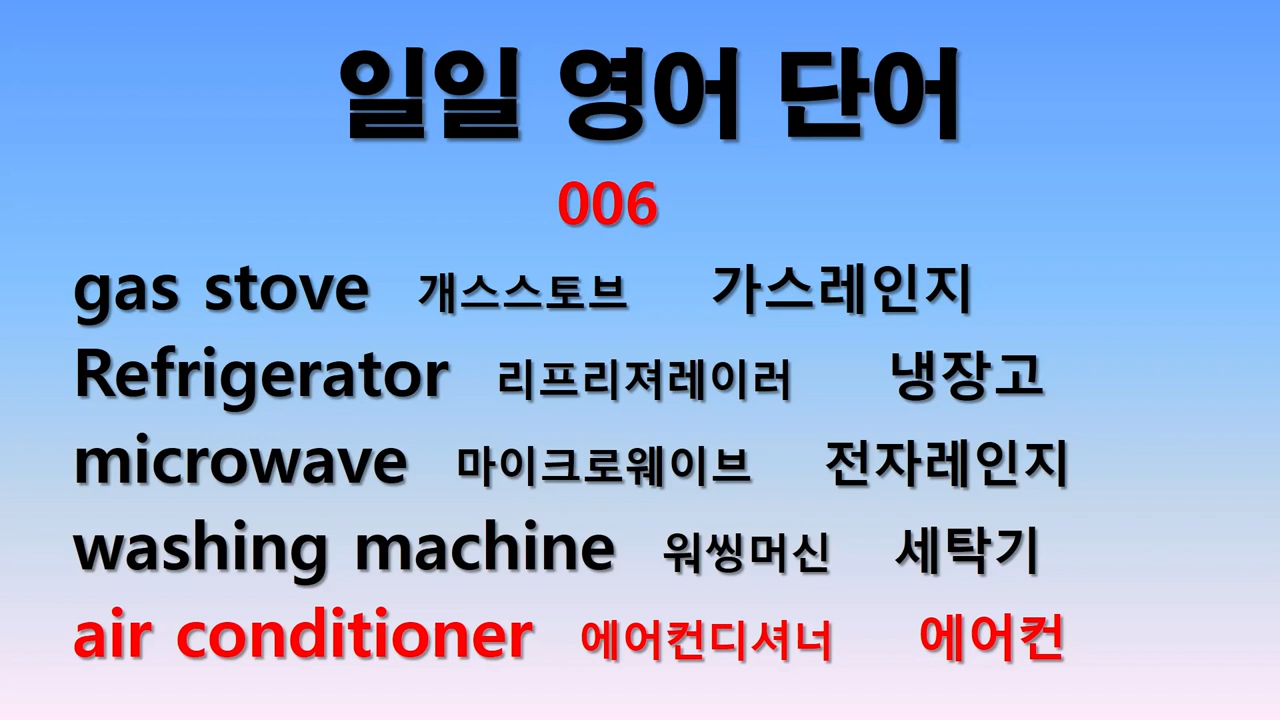 일일 영어 단어
006
gas stove 개스스토브 가스레인지
Refrigerator 리프리져레이러 냉장고
microwave 마이크로웨이브 전자레인지
washing machine 워씽머신 세탁기
air conditioner 에어컨디셔너 에어컨